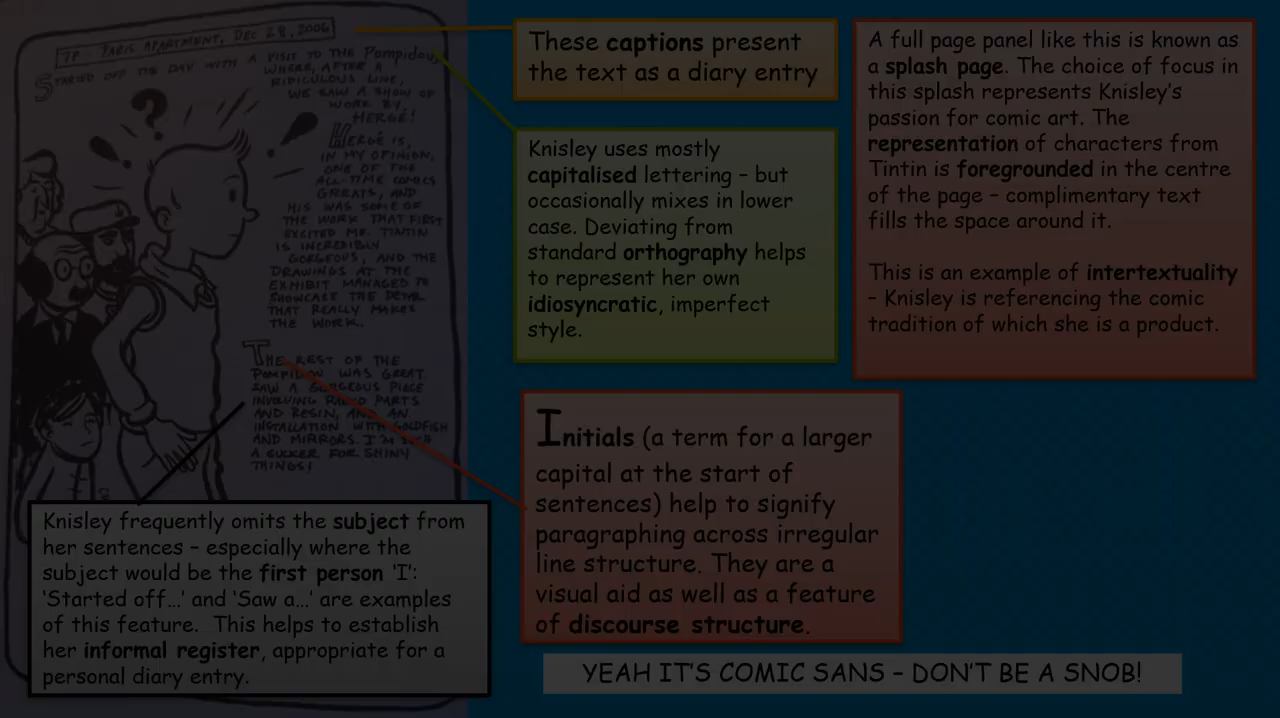 7P. PARIS APARTMENT, DEC 28, 2006
STARTED OFF THE DAY WITH A VISIT TO THE Pompidou,
WHERE, AFTER A
RIDICULOUS LINE,
WE SAW A SHOW OF
WORK BY
HERGÉ!
HERGÉ IS,
IN MY OPINION,
ONE OF THE
ALL-TIME COMICS
GREATS, AND
HIS WAS SOME OF
THE WORK THAT FIRST
EXCITED ME. TINTIN
IS INCREDIBLY
GORGEOUS, AND THE
DRAWINGS AT THE
EXHIBIT MANAGED TO
SHOWCASE THE DETAIL
THAT REALLY MAKES
THE WORK.
THE REST OF THE
POMPIDOU WAS GREAT.
SAW A GORGEOUS PIECE
INVOLVING RADIO PARTS
AND RESIN, AND AN
INSTALLATION WITH GOLDFISH
AND MIRRORS. I'M SUCH
A SUCKER FOR SHINY
THINGS!
These captions present
the text as a diary entry
Knisley uses mostly
capitalised lettering – but
occasionally mixes in lower
case. Deviating from
standard orthography helps
to represent her own
idiosyncratic, imperfect
style.
A full page panel like this is known as
a splash page. The choice of focus in
this splash represents Knisley's
passion for comic art. The
representation of characters from
Tintin is foregrounded in the centre
of the page – complimentary text
fills the space around it.
This is an example of intertextuality
– Knisley is referencing the comic
tradition of which she is a product.
Initials (a term for a larger
capital at the start of
sentences) help to signify
paragraphing across irregular
line structure. They are a
visual aid as well as a feature
of discourse structure.
Knisley frequently omits the subject from
her sentences – especially where the
subject would be the first person 'I':
'Started off…' and 'Saw a…' are examples
of this feature. This helps to establish
her informal register, appropriate for a
personal diary entry.
YEAH IT'S COMIC SANS – DON'T BE A SNOB!